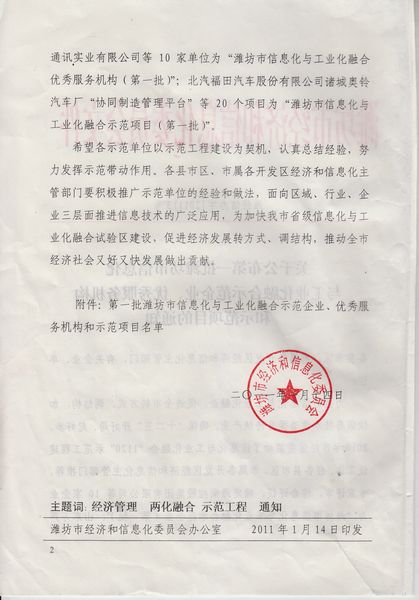 通讯实业有限公司等 10 家单位为“潍坊市信息化与工业化融合
优秀服务机构（第一批）”；北汽福田汽车股份有限公司诸城奥铃
汽车厂“协同制造管理平台”等 20 个项目为“潍坊市信息化与
工业化融合示范项目（第一批）”。
希望各示范单位以示范工程建设为契机，认真总结经验，努
力发挥示范带动作用。各县市区、市属各开发区经济和信息化主
管部门要积极推广示范单位的经验和做法，面向区域、行业、企
业三层面推进信息技术的广泛应用，为加快我市省级信息化与工
业化融合试验区建设，促进经济发展转方式、调结构，推动全市
经济社会又好又快发展做出贡献。
附件：第一批潍坊市信息化与工业化融合示范企业、优秀服
务机构和示范项目名单
潍坊市经济和信息化委员会
二〇一一年 月 四日
主题词：经济管理 两化融合 示范工程 通知
潍坊市经济和信息化委员会办公室 2011 年 1 月 14 日印发
2